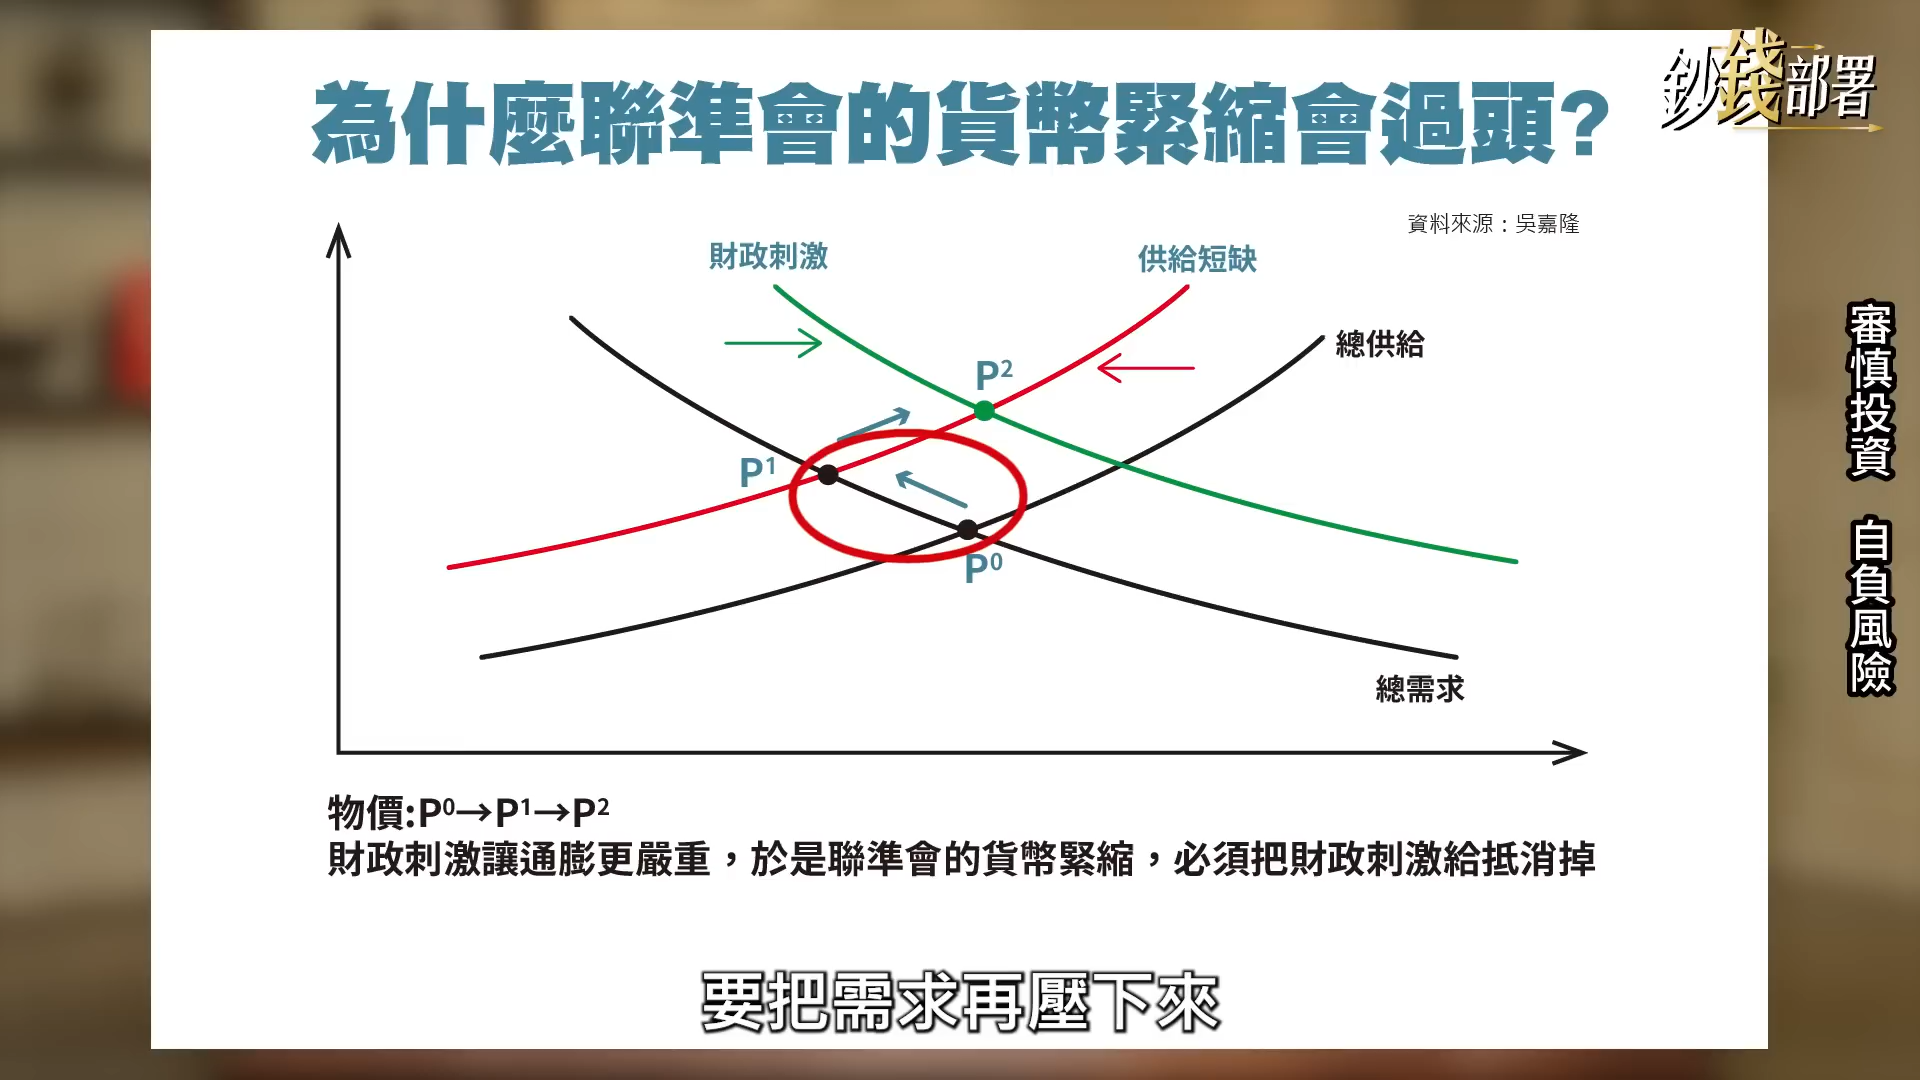 為什麼聯準會的貨幣緊縮會過頭?
鈔錢部署
資料來源：吳嘉隆
財政刺激
供給短缺
總供給
P²
P¹
P⁰
總需求
物價:P⁰→P¹→P²
財政刺激讓通膨更嚴重，於是聯準會的貨幣緊縮，必須把財政刺激給抵消掉
要把需求再壓下來
審慎投資 自負風險